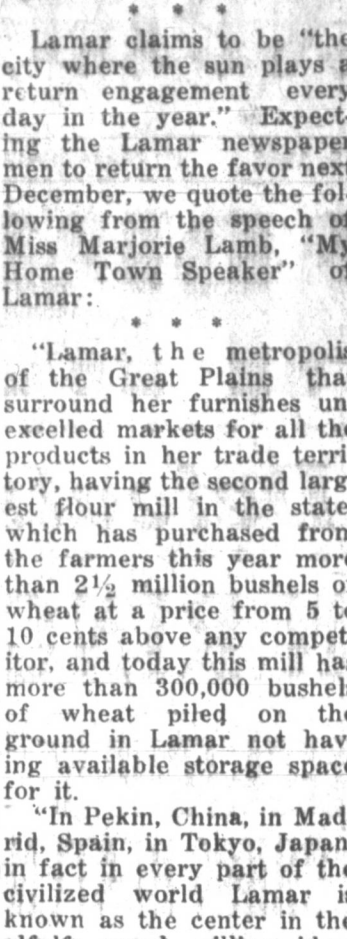 * * *
Lamar claims to be "the
city where the sun plays a
return engagement every
day in the year." Expect-
ing the Lamar newspaper
men to return the favor next
December, we quote the fol-
lowing from the speech of
Miss Marjorie Lamb, "My
Home Town Speaker" of
Lamar:
* * *
"Lamar, the metropolis
of the Great Plains that
surround her furnishes un-
excelled markets for all the
products in her trade terri-
tory, having the second larg-
est flour mill in the state,
which has purchased from
the farmers this year more
than 2½ million bushels of
wheat at a price from 5 to
10 cents above any compet-
itor, and today this mill has
more than 300,000 bushels
of wheat piled on the
ground in Lamar not hav-
ing available storage space
for it.
"In Pekin, China, in Mad-
rid, Spain, in Tokyo, Japan,
in fact in every part of the
civilized world Lamar is
known as the center in the